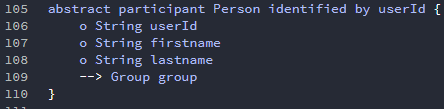 105 abstract participant Person identified by userId {
106     o String userId
107     o String firstname
108     o String lastname
109     --> Group group
110 }